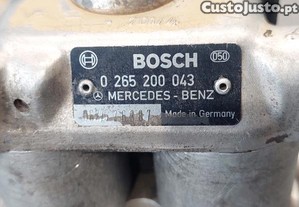 CustoJusto.pt
BOSCH 050
0 265 200 043
MERCEDES-BENZ
Made in Germany